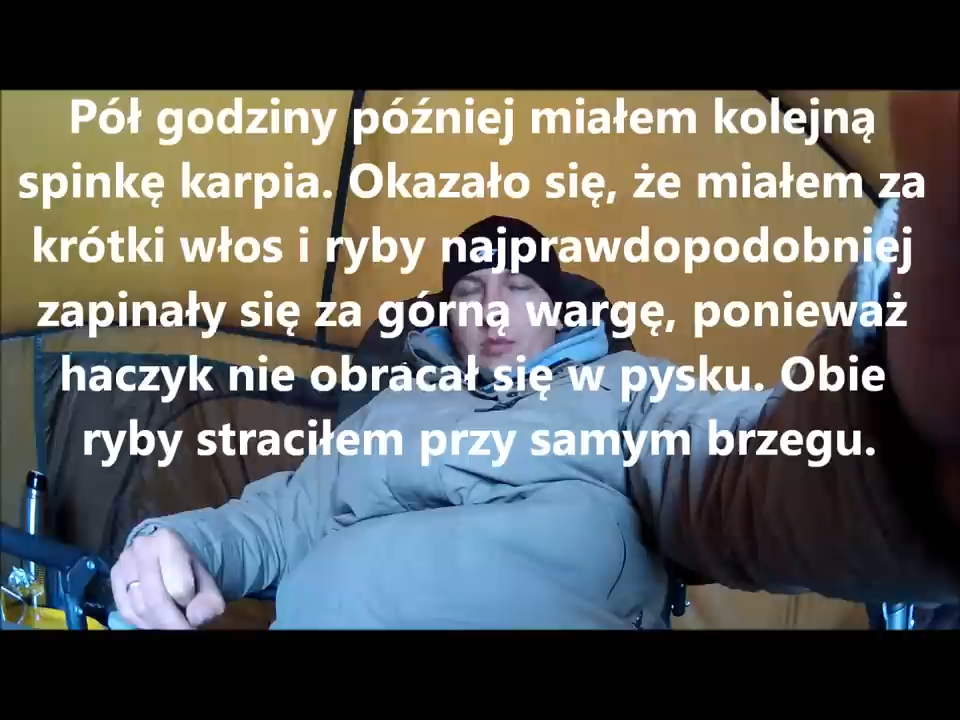 Pół godziny później miałem kolejną
spinkę karpia. Okazało się, że miałem za
krótki włos i ryby najprawdopodobniej
zapinały się za górną wargę, ponieważ
haczyk nie obracał się w pysku. Obie
ryby straciłem przy samym brzegu.